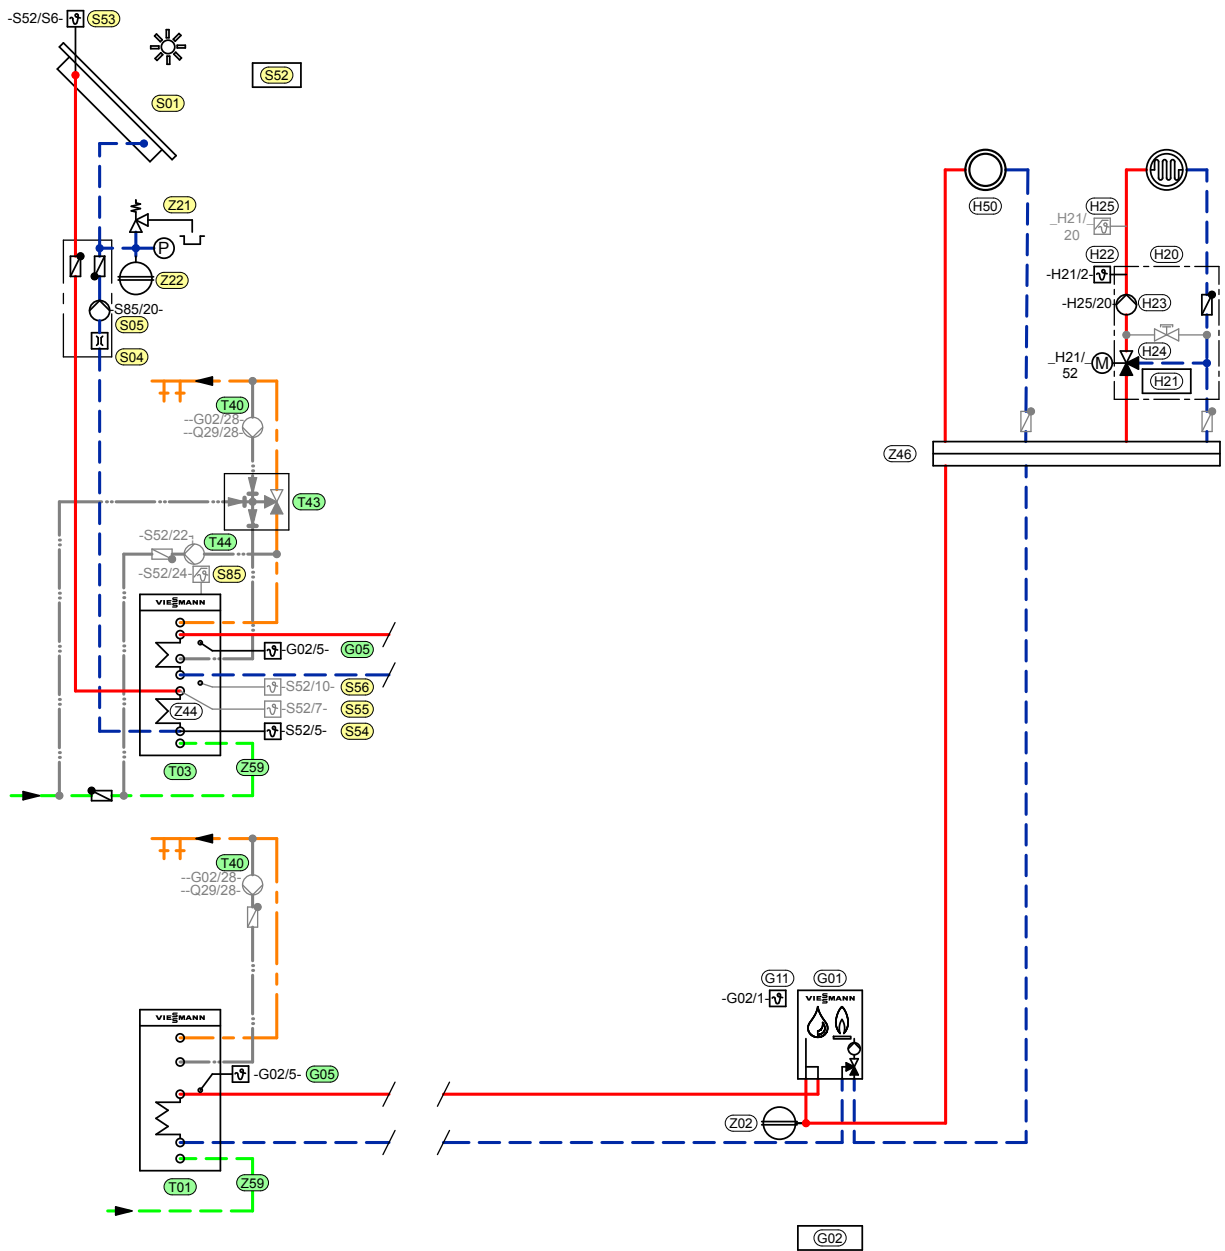 -S52/S6- S53
S52
S01
Z21
P
Z22
-S85/20-
S05
S04
H50
H25
_H21/
20
H22 H20
-H21/2-
-H25/20- H23
H24
_H21/_
52
M
H21
Z46
T40
--G02/28-
--Q29/28-
T43
-S52/22-
T44
-S52/24- S85
VIESSMANN
-G02/5- G05
-S52/10- S56
Z44
-S52/7- S55
-S52/5- S54
T03
Z59
T40
--G02/28-
--Q29/28-
G11 G01
-G02/1-
VIESSMANN
VIESSMANN
-G02/5- G05
Z02
T01
Z59
G02